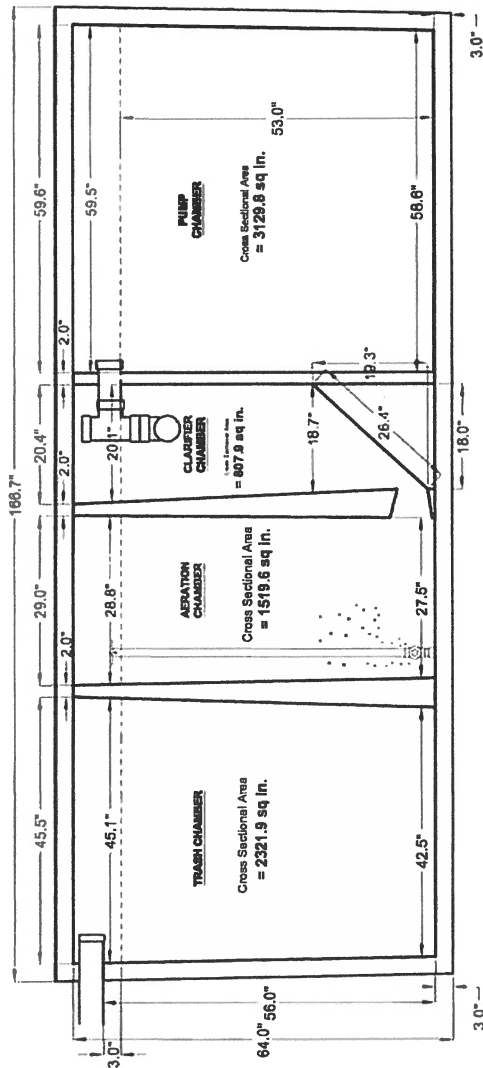 166.7"
45.5"
2.0"
29.0"
2.0"
20.4"
2.0"
59.6"
45.1"
28.8"
20.1"
59.5"
TRASH CHAMBER
Cross Sectional Area
= 2321.9 sq in.
AERATION
CHAMBER
Cross Sectional Area
= 1519.6 sq in.
CLARIFIER
CHAMBER
Cross Sectional Area
= 807.9 sq in.
PUMP
CHAMBER
Cross Sectional Area
= 3129.8 sq in.
53.0"
18.7"
19.3"
26.4"
42.5"
27.5"
18.0"
58.6"
3.0"
64.0"
56.0"
3.0"
3.0"